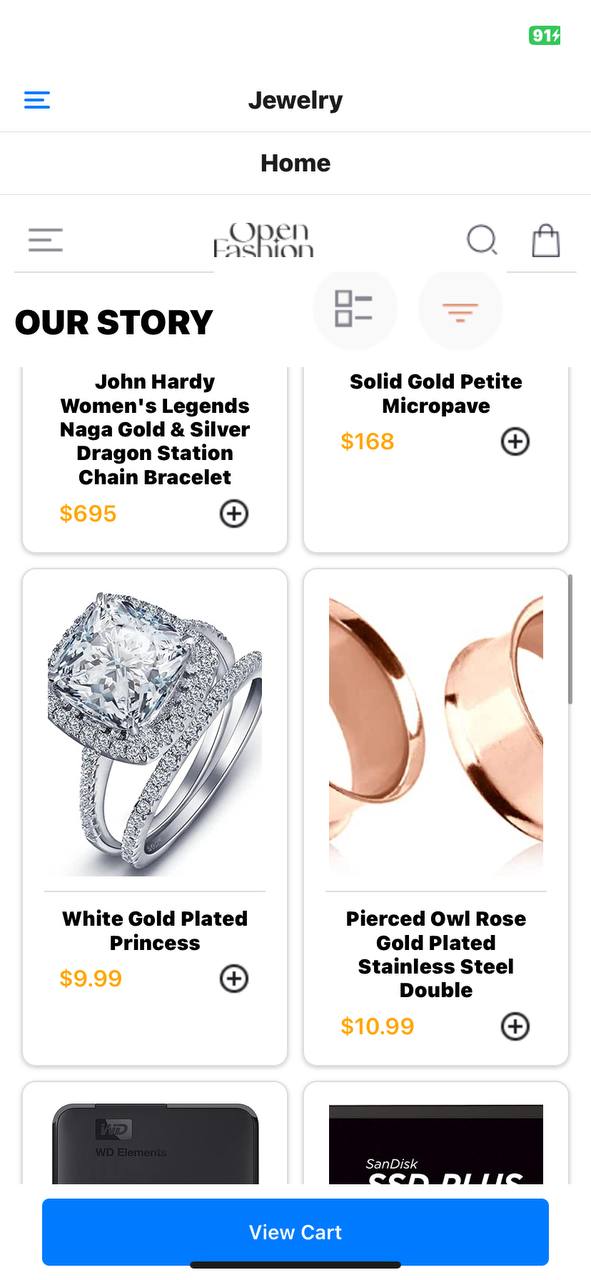 91
Jewelry
Home
Open
Fashion
OUR STORY
John Hardy
Women's Legends
Naga Gold & Silver
Dragon Station
Chain Bracelet
$695
Solid Gold Petite
Micropave
$168
White Gold Plated
Princess
$9.99
Pierced Owl Rose
Gold Plated
Stainless Steel
Double
$10.99
WD
WD Elements
SanDisk
SSD PLUS
View Cart